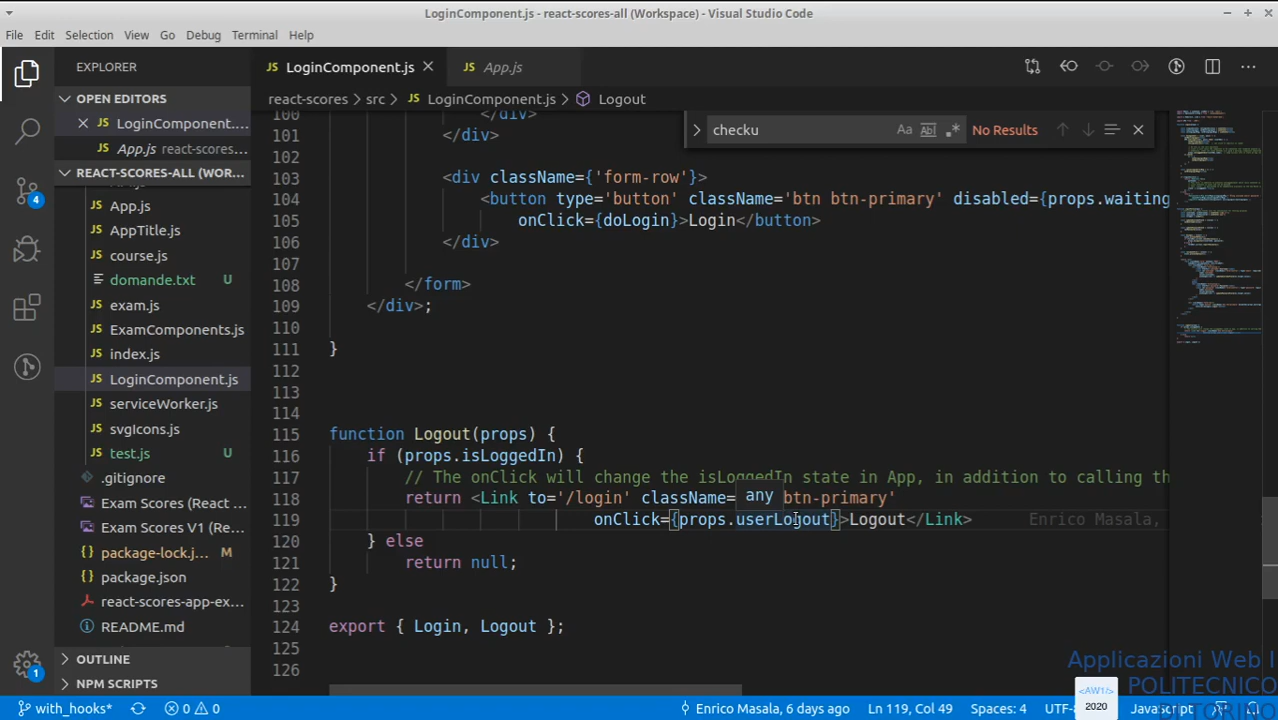 LoginComponent.js - react-scores-all (Workspace) - Visual Studio Code
File Edit Selection View Go Debug Terminal Help
EXPLORER
OPEN EDITORS
LoginComponent....
App.js react-scores...
REACT-SCORES-ALL (WOR...
App.js
AppTitle.js
course.js
domande.txt U
exam.js
ExamComponents.js
index.js
LoginComponent.js
serviceWorker.js
svgIcons.js
test.js U
.gitignore
Exam Scores (React ...
Exam Scores V1 (React...
package-lock.j... M
package.json
react-scores-app-ex...
README.md
OUTLINE
NPM SCRIPTS
4
1
LoginComponent.js
App.js
react-scores > src > LoginComponent.js > Logout
checku
Aa Abl .* No Results
100 </div>
101 </div>
102
103 <div className={'form-row'}>
104 <button type='button' className='btn btn-primary' disabled={props.waiting
105 onClick={doLogin}>Login</button>
106 </div>
107
108 </form>
109 </div>;
110
111 }
112
113
114
115 function Logout(props) {
116 if (props.isLoggedIn) {
117 // The onClick will change the isLoggedIn state in App, in addition to calling th
118 return <Link to='/login' className= btn-primary'
any
119 onClick={props.userLogout}>Logout</Link> Enrico Masala,
120 } else
121 return null;
122 }
123
124 export { Login, Logout };
125
126
Applicazioni Web I
POLITECNICO
DI TORINO
<AW1/>
2020
with_hooks* 0 0 Enrico Masala, 6 days ago Ln 119, Col 49 Spaces: 4 UTF-8 Javascript